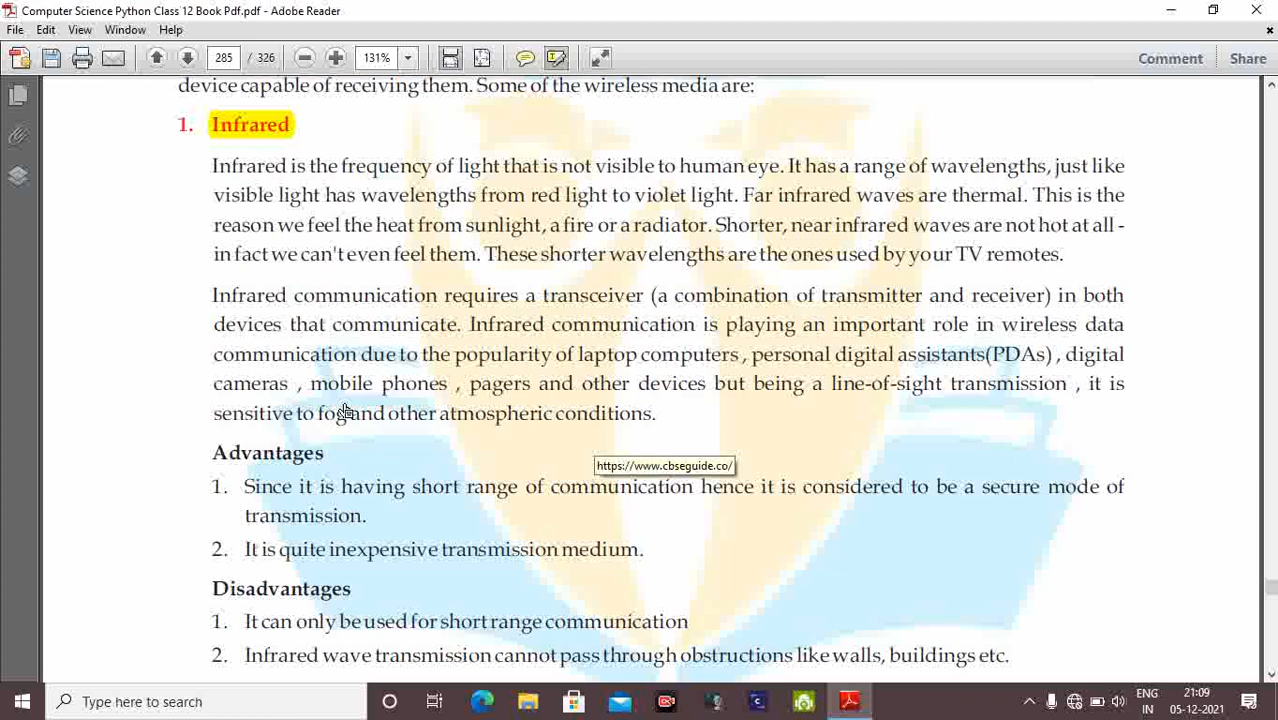 Computer Science Python Class 12 Book Pdf.pdf - Adobe Reader
File Edit View Window Help
285 / 326 131% Comment Share
device capable of receiving them. Some of the wireless media are:
1. Infrared
Infrared is the frequency of light that is not visible to human eye. It has a range of wavelengths, just like
visible light has wavelengths from red light to violet light. Far infrared waves are thermal. This is the
reason we feel the heat from sunlight, a fire or a radiator. Shorter, near infrared waves are not hot at all -
in fact we can't even feel them. These shorter wavelengths are the ones used by your TV remotes.
Infrared communication requires a transceiver (a combination of transmitter and receiver) in both
devices that communicate. Infrared communication is playing an important role in wireless data
communication due to the popularity of laptop computers , personal digital assistants(PDAs) , digital
cameras , mobile phones , pagers and other devices but being a line-of-sight transmission , it is
sensitive to fog and other atmospheric conditions.
Advantages
https://www.cbseguide.co/
1. Since it is having short range of communication hence it is considered to be a secure mode of
transmission.
2. It is quite inexpensive transmission medium.
Disadvantages
1. It can only be used for short range communication
2. Infrared wave transmission cannot pass through obstructions like walls, buildings etc.
Type here to search
ENG 21:09
IN 05-12-2021